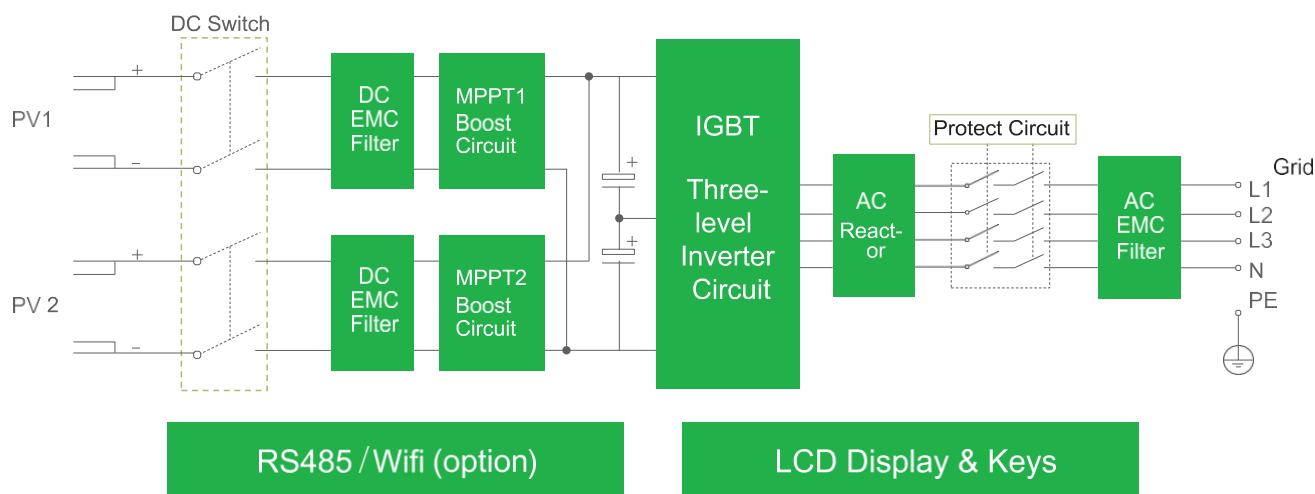 DC Switch
PV1
+
−
DC
EMC
Filter
MPPT1
Boost
Circuit
PV 2
+
−
DC
EMC
Filter
MPPT2
Boost
Circuit
+
+
IGBT
Three-
level
Inverter
Circuit
AC
React-
or
Protect Circuit
AC
EMC
Filter
Grid
L1
L2
L3
N
PE
RS485 / Wifi (option)
LCD Display & Keys